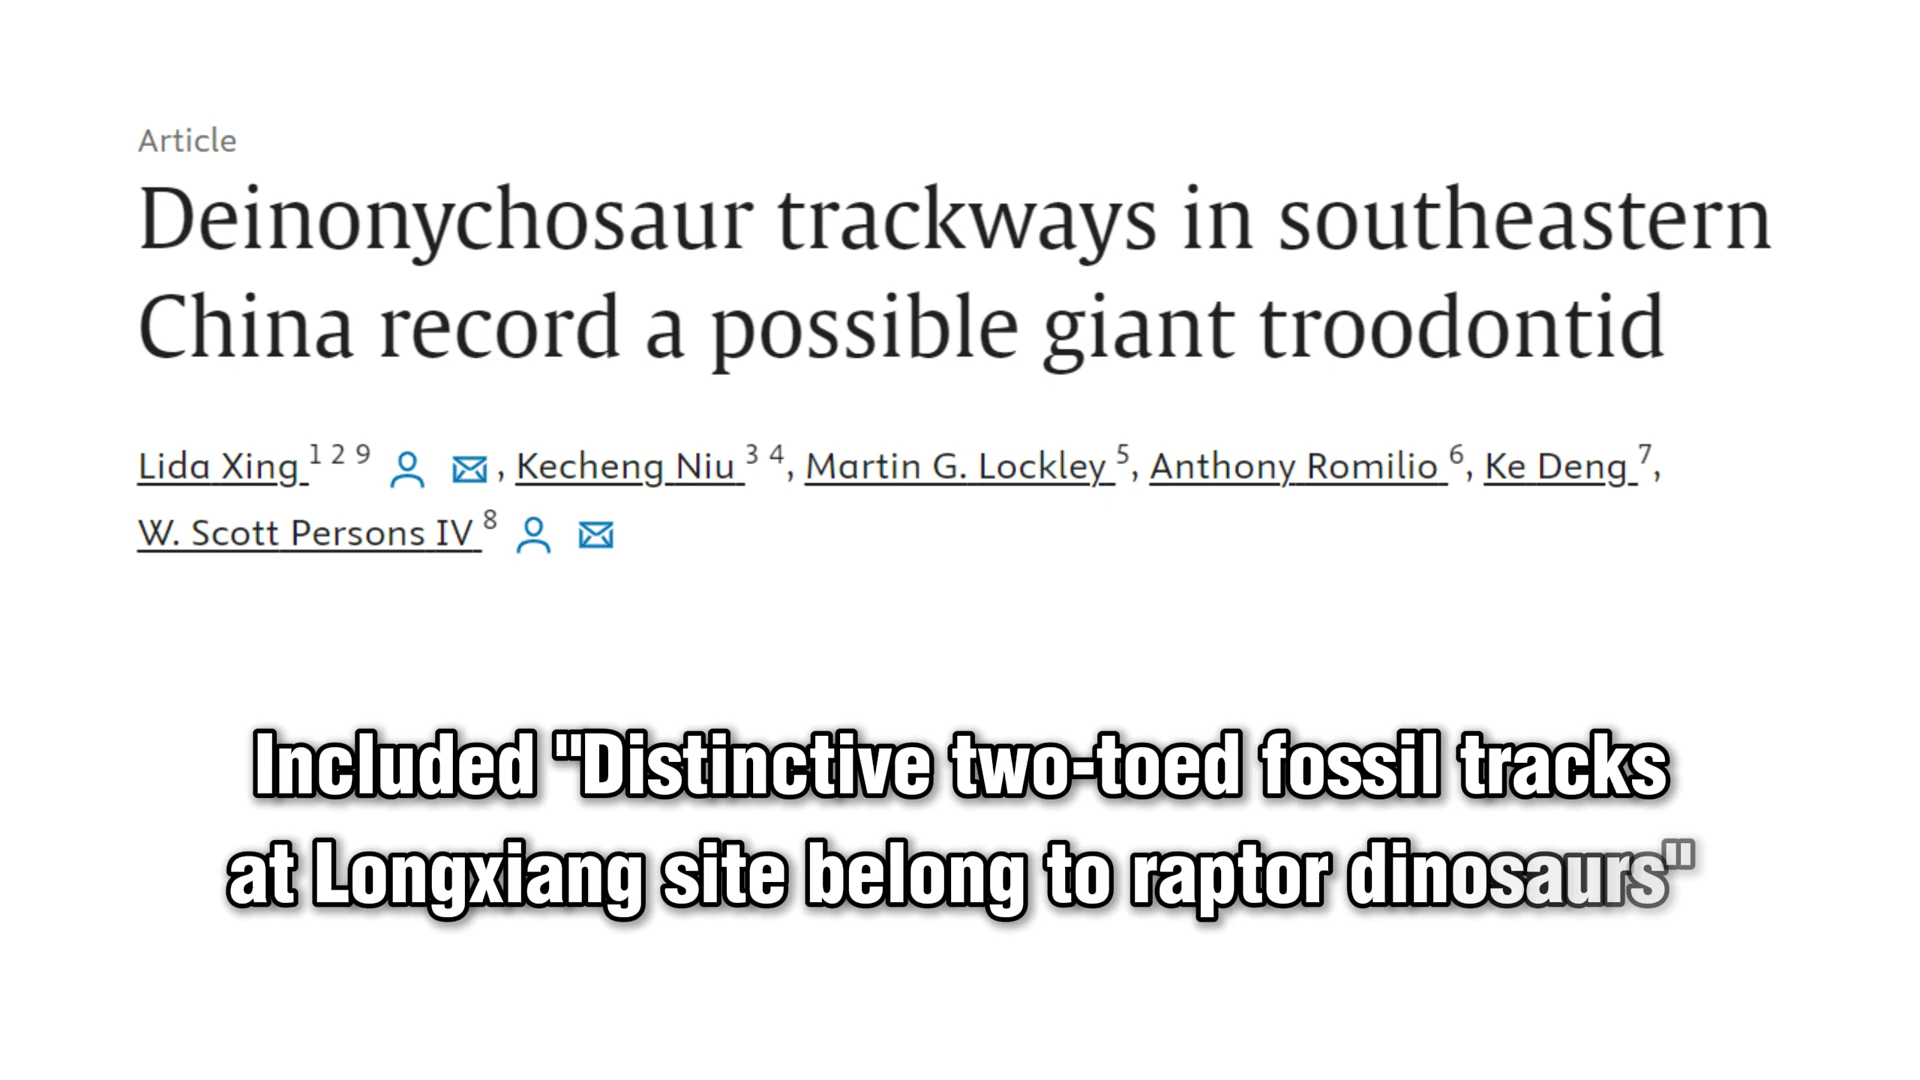 Article
Deinonychosaur trackways in southeastern
China record a possible giant troodontid
Lida Xing 1 2 9 , Kecheng Niu 3 4, Martin G. Lockley 5, Anthony Romilio 6, Ke Deng 7,
W. Scott Persons IV 8
Included "Distinctive two-toed fossil tracks
at Longxiang site belong to raptor dinosaurs"